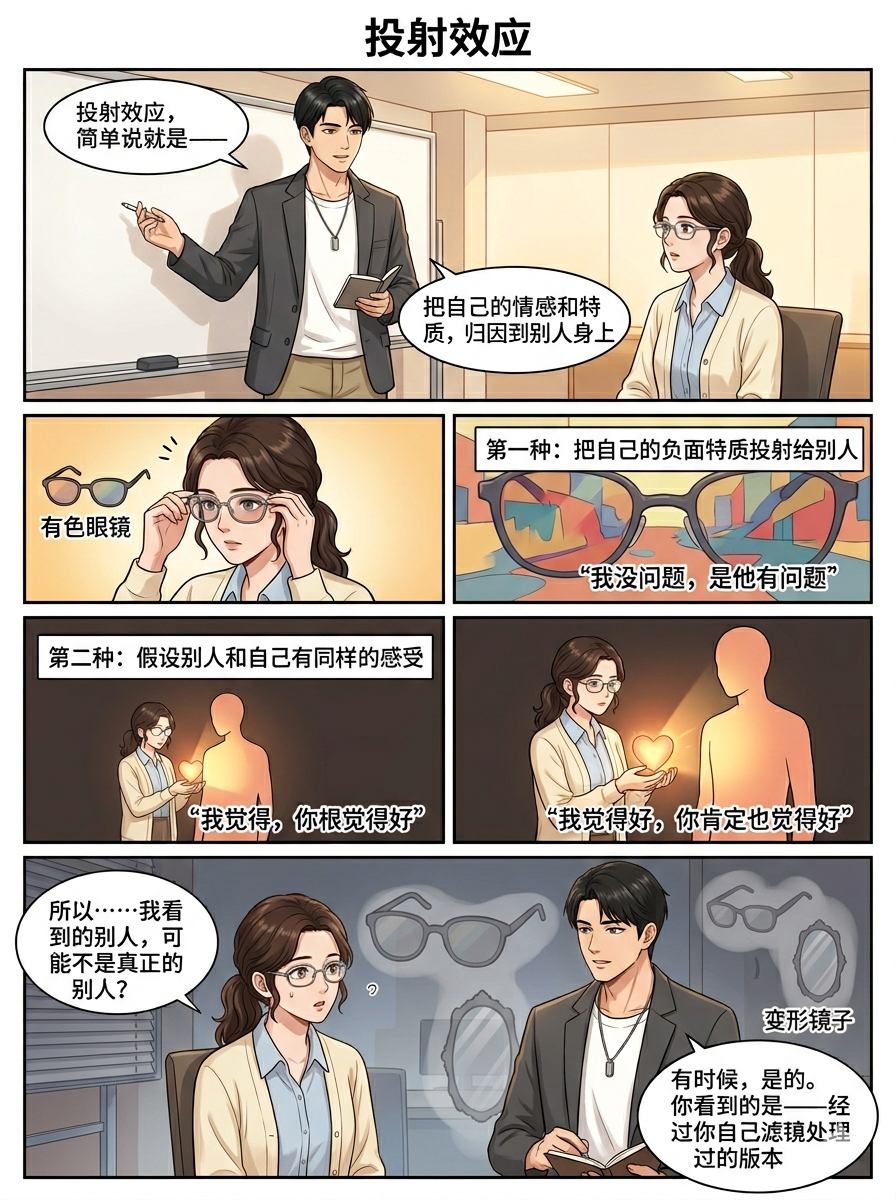 投射效应
投射效应，
简单说就是——
把自己的情感和特
质，归因到别人身上
有色眼镜
第一种：把自己的负面特质投射给别人
“我没问题，是他有问题”
第二种：假设别人和自己有同样的感受
“我觉得，你根觉得好”
“我觉得好，你肯定也觉得好”
所以……我看
到的别人，可
能不是真正的
别人？
变形镜子
有时候，是的。
你看到的是——经
过你自己滤镜处理
过的版本